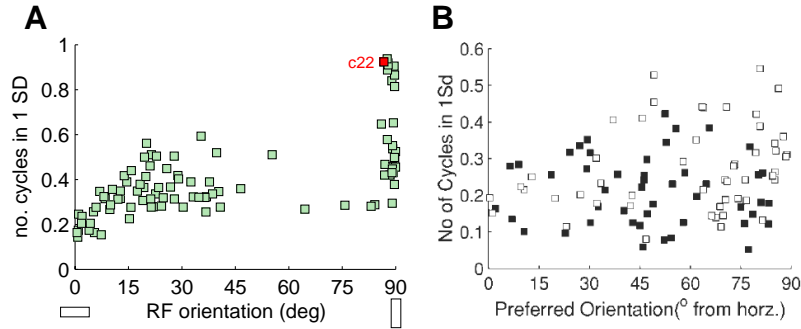 A
no. cycles in 1 SD
1
0.8
0.6
0.4
0.2
0
c22
0 15 30 45 60 75 90
RF orientation (deg)
B
No of Cycles in 1Sd
0.6
0.5
0.4
0.3
0.2
0.1
0
0 15 30 45 60 75 90
Preferred Orientation(° from horz.)